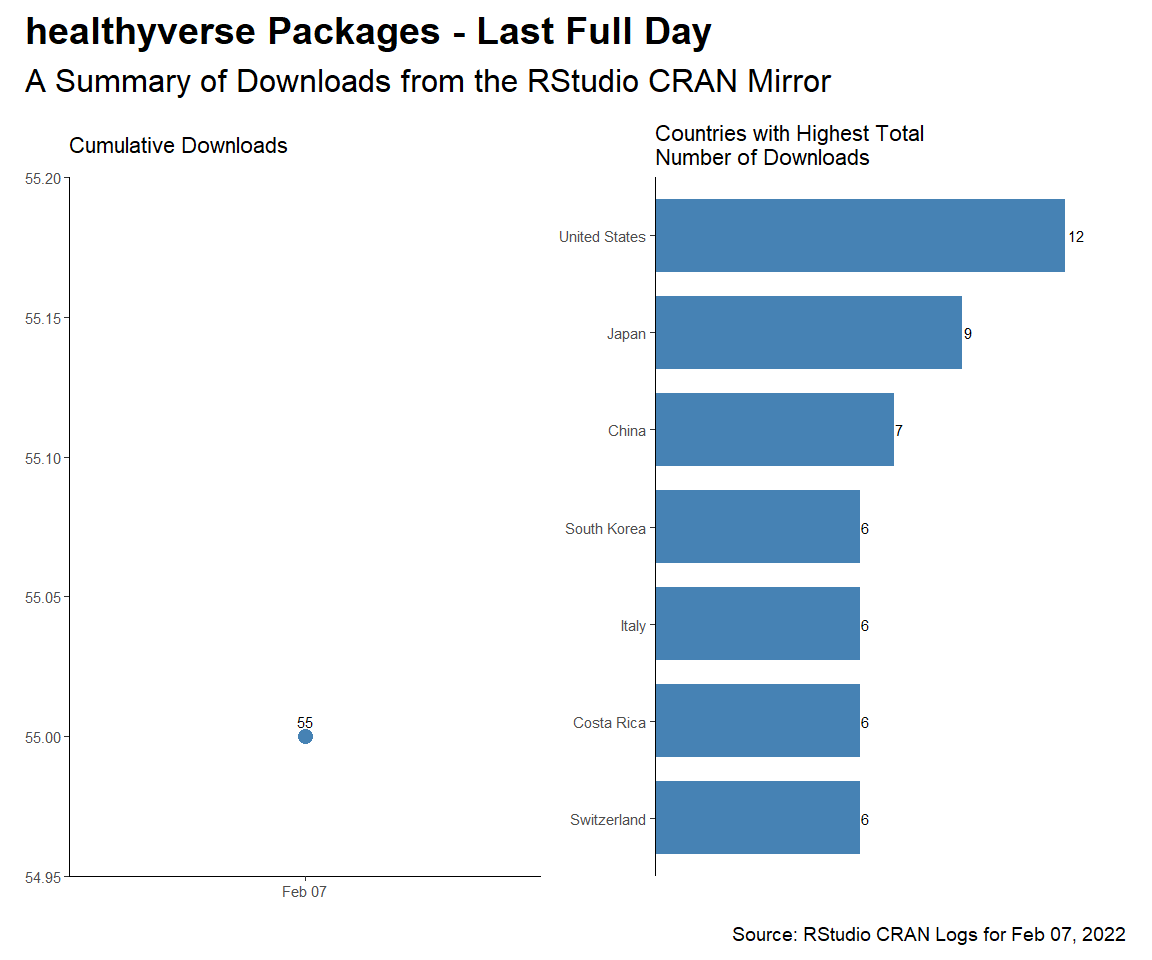 healthyverse Packages - Last Full Day
A Summary of Downloads from the RStudio CRAN Mirror
Cumulative Downloads
55.20
55.15
55.10
55.05
55.00
54.95
55
Feb 07
Countries with Highest Total
Number of Downloads
United States 12
Japan 9
China 7
South Korea 6
Italy 6
Costa Rica 6
Switzerland 6
Source: RStudio CRAN Logs for Feb 07, 2022